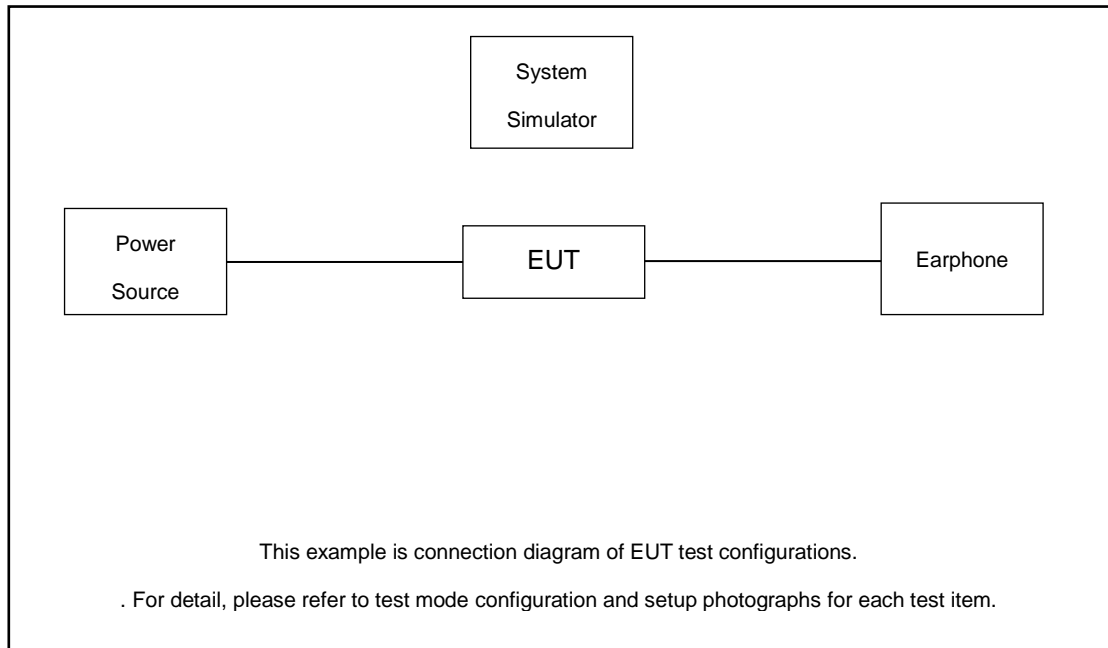 System
Simulator
Power
Source
EUT
Earphone
This example is connection diagram of EUT test configurations.
. For detail, please refer to test mode configuration and setup photographs for each test item.